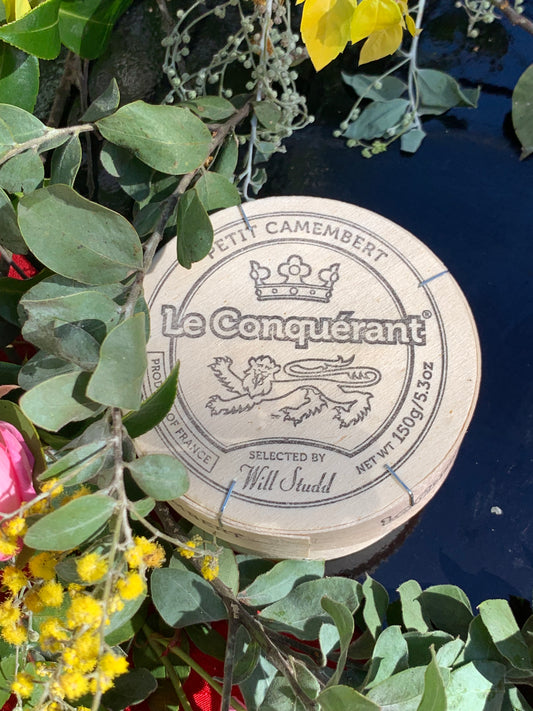 PETIT CAMEMBERT
Le Conquérant®
PRODUCT OF FRANCE
SELECTED BY
Will Studd
NET WT 150g/5.3oz